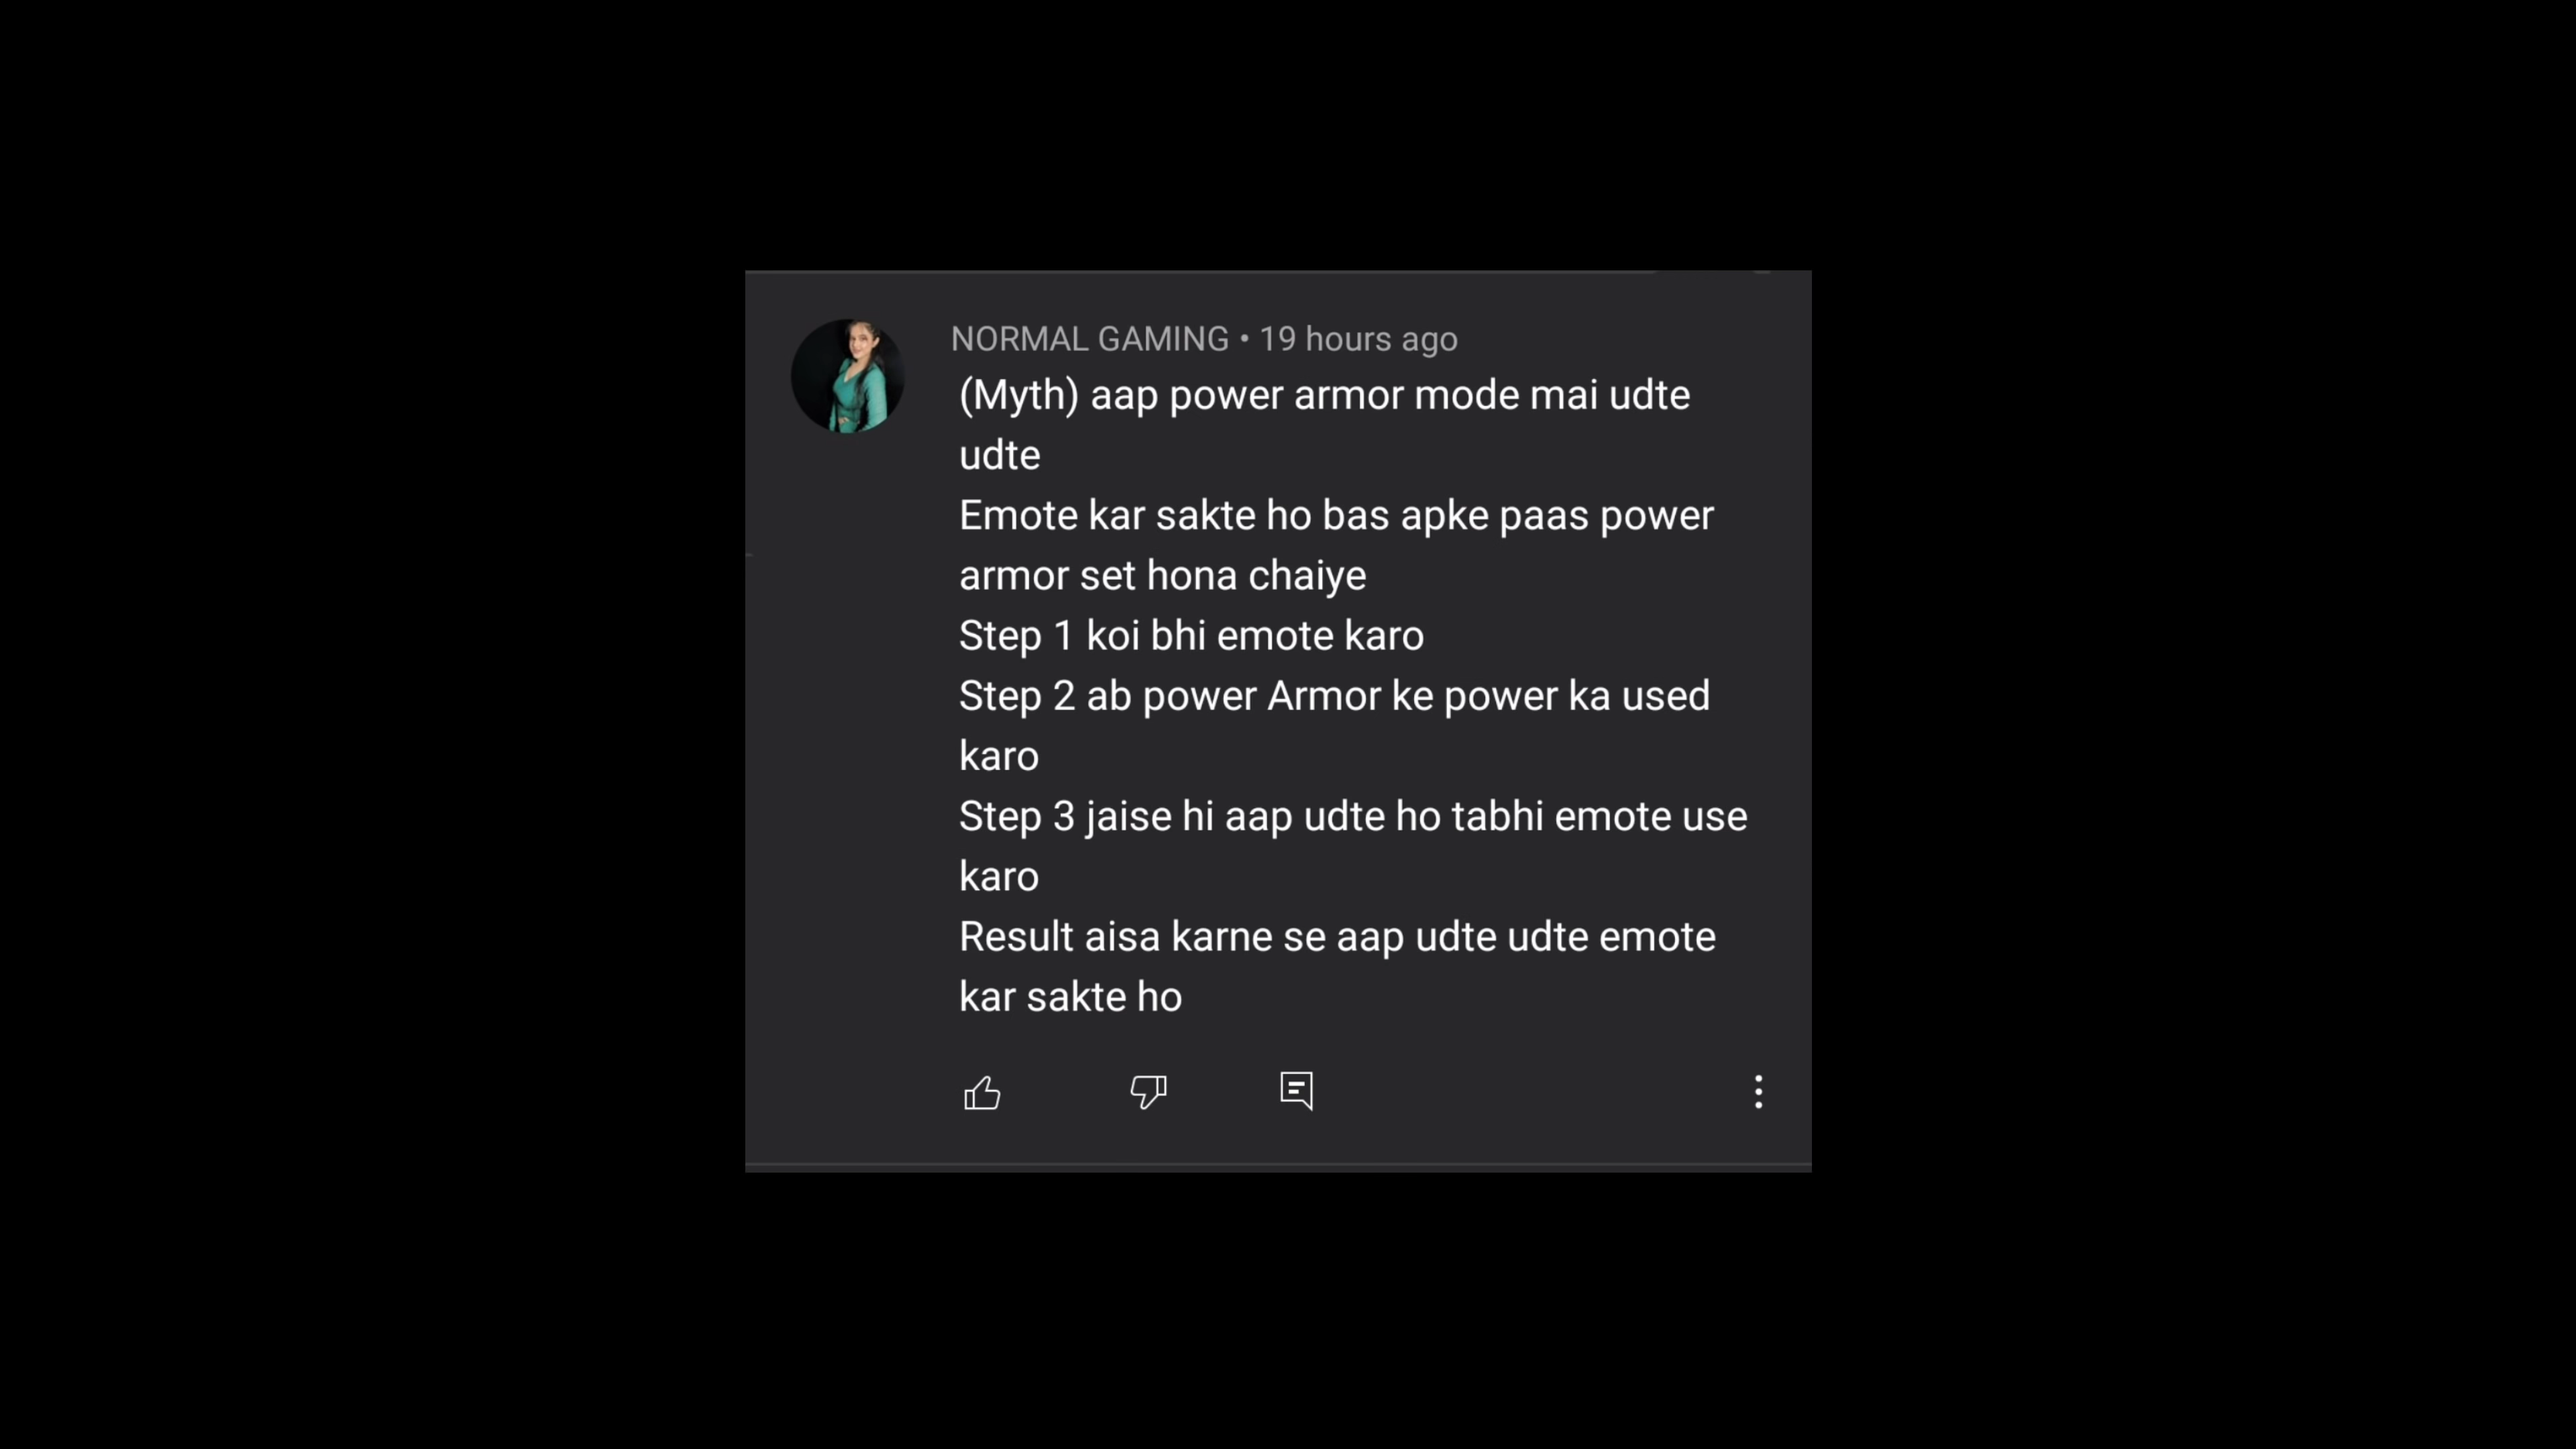 NORMAL GAMING • 19 hours ago
(Myth) aap power armor mode mai udte
udte
Emote kar sakte ho bas apke paas power
armor set hona chaiye
Step 1 koi bhi emote karo
Step 2 ab power Armor ke power ka used
karo
Step 3 jaise hi aap udte ho tabhi emote use
karo
Result aisa karne se aap udte udte emote
kar sakte ho